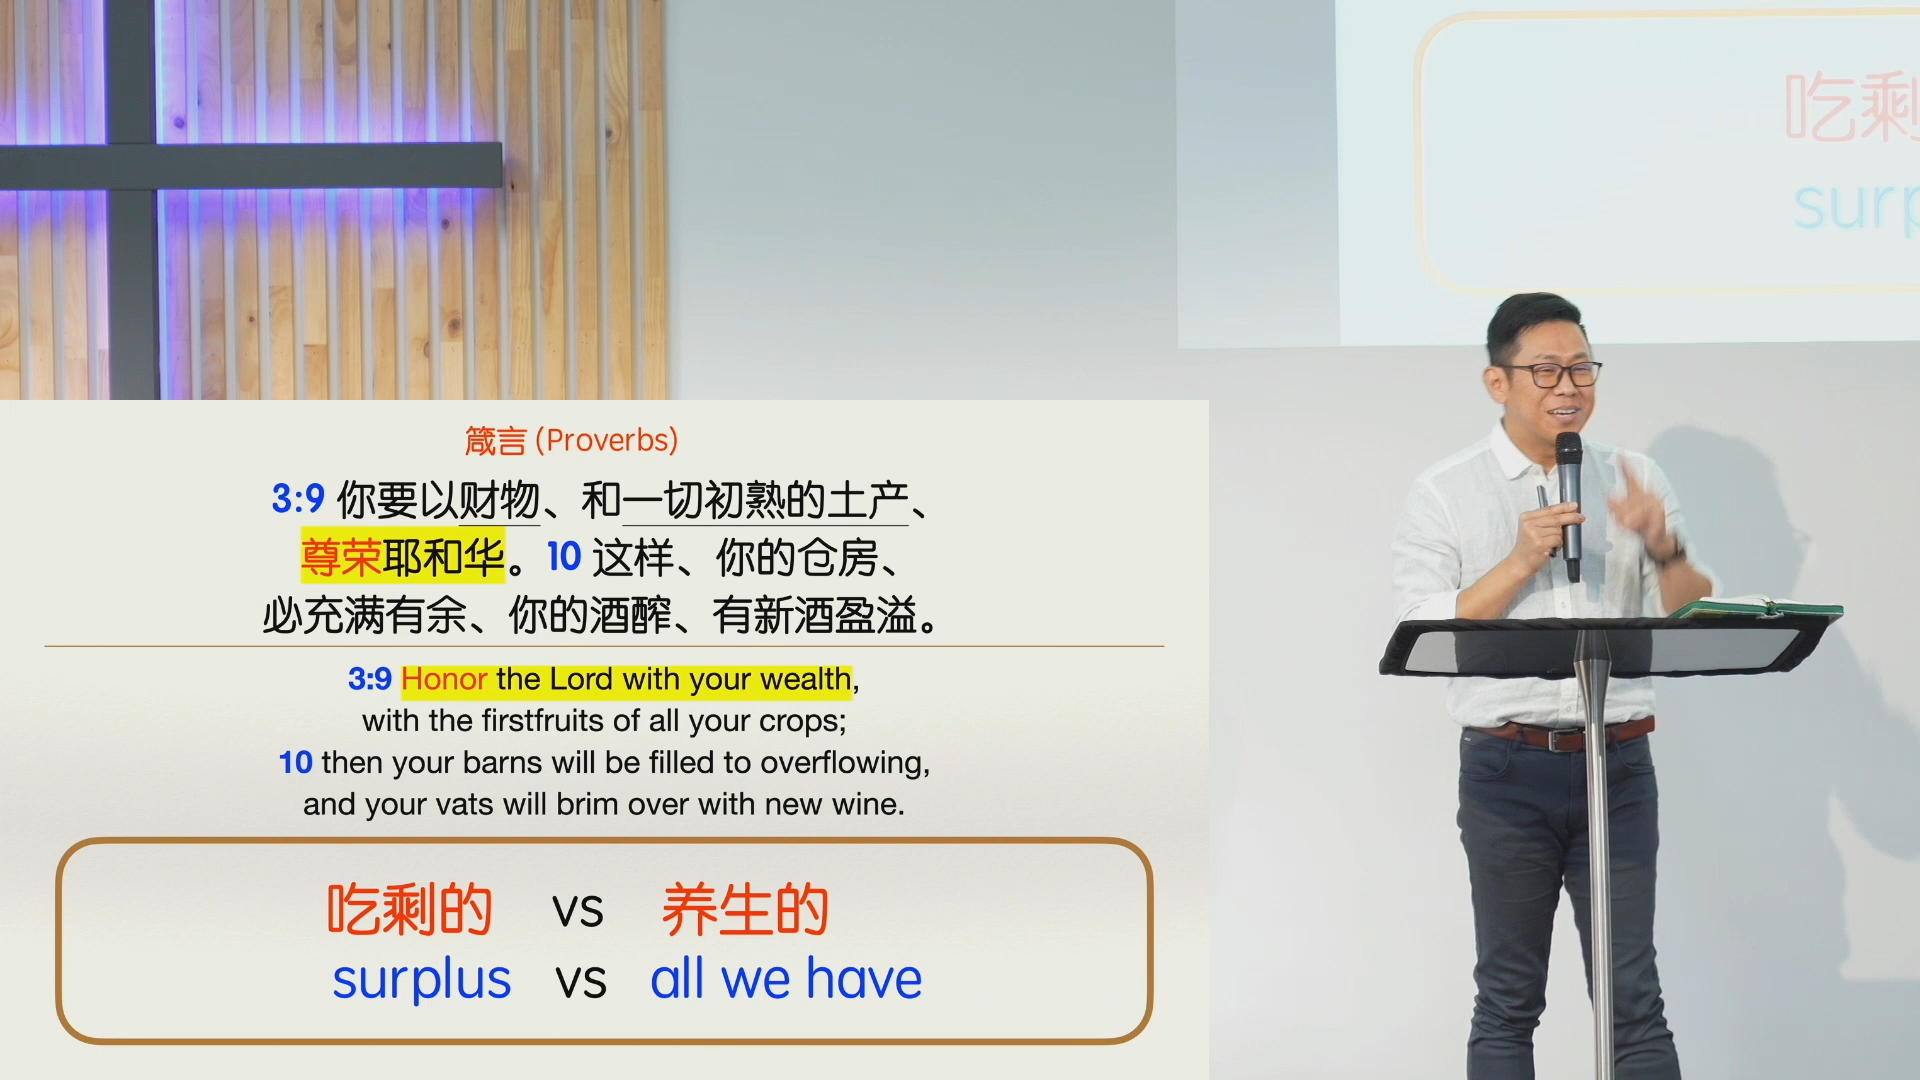 吃剩
surp
箴言 (Proverbs)
3:9 你要以财物、和一切初熟的土产、
尊荣耶和华。10 这样、你的仓房、
必充满有余、你的酒醡、有新酒盈溢。
3:9 Honor the Lord with your wealth,
with the firstfruits of all your crops;
10 then your barns will be filled to overflowing,
and your vats will brim over with new wine.
吃剩的 vs 养生的
surplus vs all we have